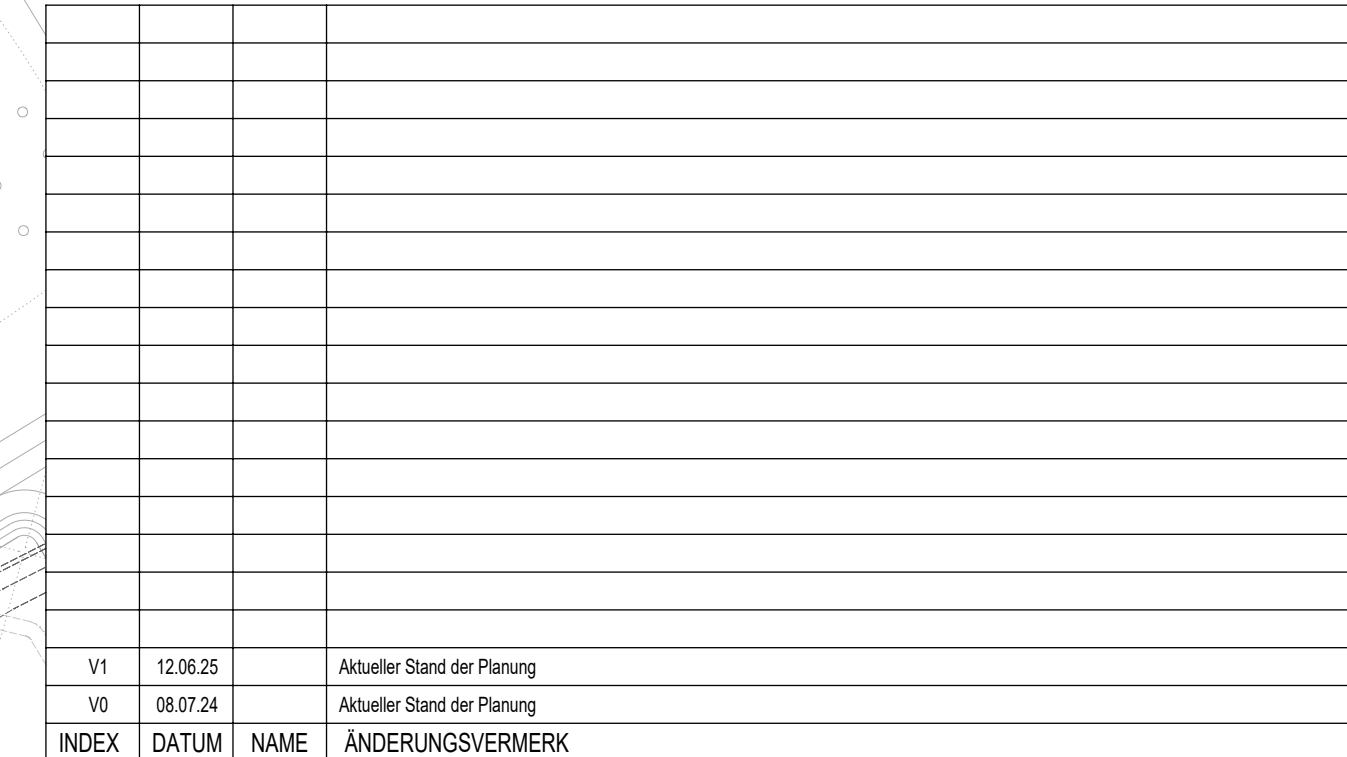 V1 12.06.25 Aktueller Stand der Planung
V0 08.07.24 Aktueller Stand der Planung
INDEX DATUM NAME ÄNDERUNGSVERMERK